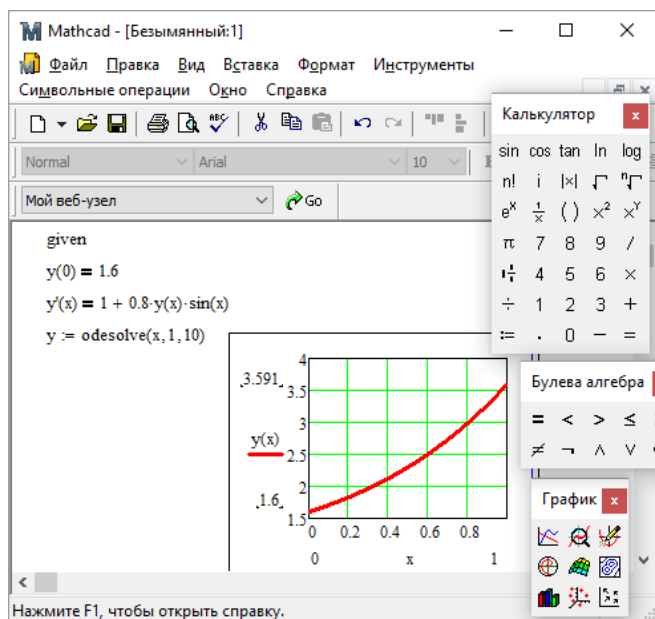 Mathcad - [Безымянный:1]
Файл Правка Вид Вставка Формат Инструменты
Символьные операции Окно Справка
Normal Arial 10
Мой веб-узел Go
given
y(0) = 1.6
y'(x) = 1 + 0.8·y(x)·sin(x)
y := odesolve(x,1,10)
4
3.591
3.5
3
y(x)
2.5
2
1.6
1.5
0 0.2 0.4 0.6 0.8
0 x 1
Калькулятор x
sin cos tan ln log
n! i |×| √ ⁿ√
eˣ 1/x ( ) ×² ×ʸ
π 7 8 9 /
4 5 6 ×
÷ 1 2 3 +
:= . 0 − =
Булева алгебра
= < > ≤
≠ ¬ ∧ ∨
График x
Нажмите F1, чтобы открыть справку.